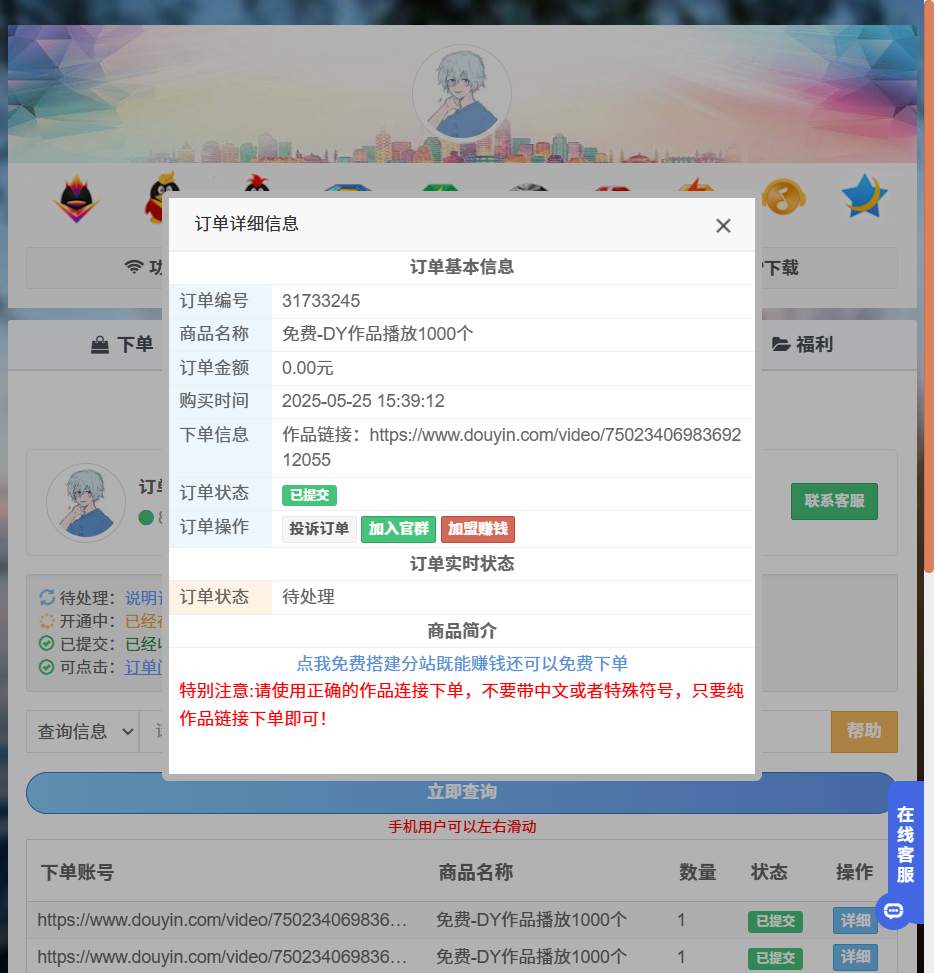 功
下载
下单
福利
订单详细信息
订单基本信息
订单编号 31733245
商品名称 免费-DY作品播放1000个
订单金额 0.00元
购买时间 2025-05-25 15:39:12
下单信息 作品链接：https://www.douyin.com/video/75023406983692
12055
订单状态 已提交
订单操作 投诉订单 加入官群 加盟赚钱
订单实时状态
订单状态 待处理
商品简介
点我免费搭建分站既能赚钱还可以免费下单
特别注意:请使用正确的作品连接下单，不要带中文或者特殊符号，只要纯
作品链接下单即可！
订单
联系客服
待处理：说明
开通中：已经
已提交：已经
可点击：订单
查询信息
帮助
立即查询
手机用户可以左右滑动
下单账号 商品名称 数量 状态 操作
https://www.douyin.com/video/750234069836… 免费-DY作品播放1000个 1 已提交 详细
https://www.douyin.com/video/750234069836… 免费-DY作品播放1000个 1 已提交 详细
在线客服